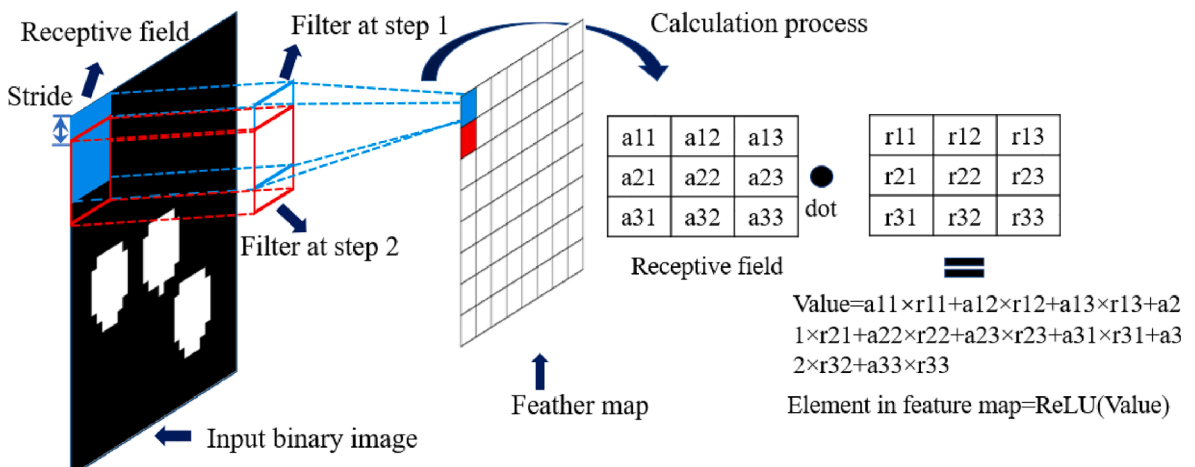 Receptive field
Filter at step 1
Calculation process
Stride
a11 a12 a13
a21 a22 a23
a31 a32 a33
dot
r11 r12 r13
r21 r22 r23
r31 r32 r33
Filter at step 2
Receptive field
Value=a11×r11+a12×r12+a13×r13+a2
1×r21+a22×r22+a23×r23+a31×r31+a3
2×r32+a33×r33
Feather map
Element in feature map=ReLU(Value)
Input binary image